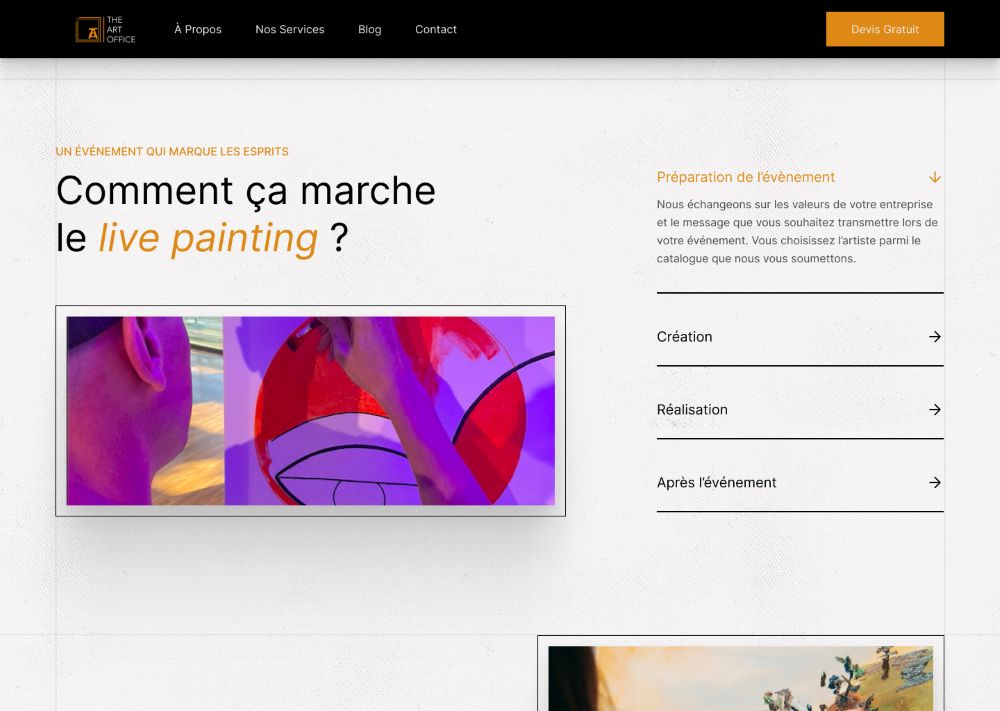 THE
ART
OFFICE
À Propos
Nos Services
Blog
Contact
Devis Gratuit
UN ÉVÉNEMENT QUI MARQUE LES ESPRITS
Comment ça marche
le live painting ?
Préparation de l'évènement
Nous échangeons sur les valeurs de votre entreprise
et le message que vous souhaitez transmettre lors de
votre événement. Vous choisissez l'artiste parmi le
catalogue que nous vous soumettons.
Création
Réalisation
Après l'événement